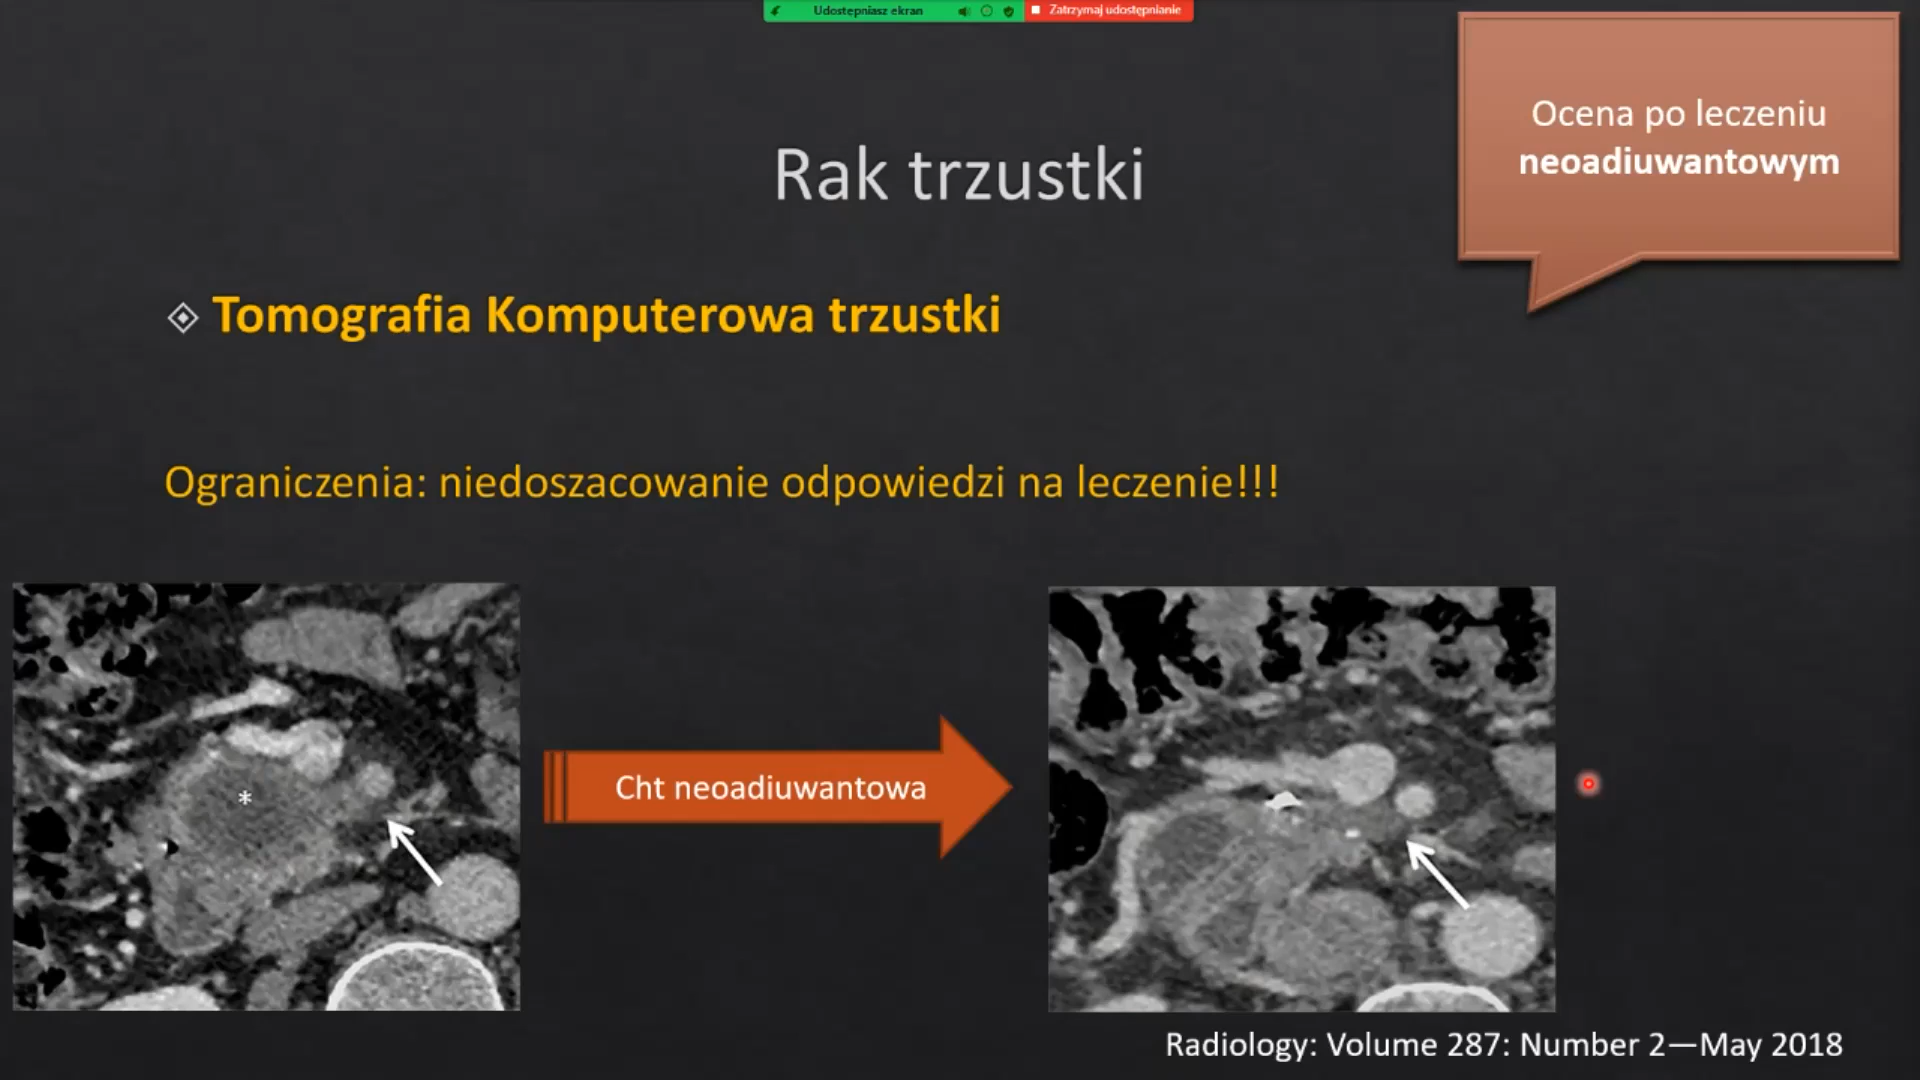 Udostępniasz ekran
Zatrzymaj udostępnianie
Ocena po leczeniu
neoadiuwantowym
Rak trzustki
Tomografia Komputerowa trzustki
Ograniczenia: niedoszacowanie odpowiedzi na leczenie!!!
*
Cht neoadiuwantowa
Radiology: Volume 287: Number 2—May 2018